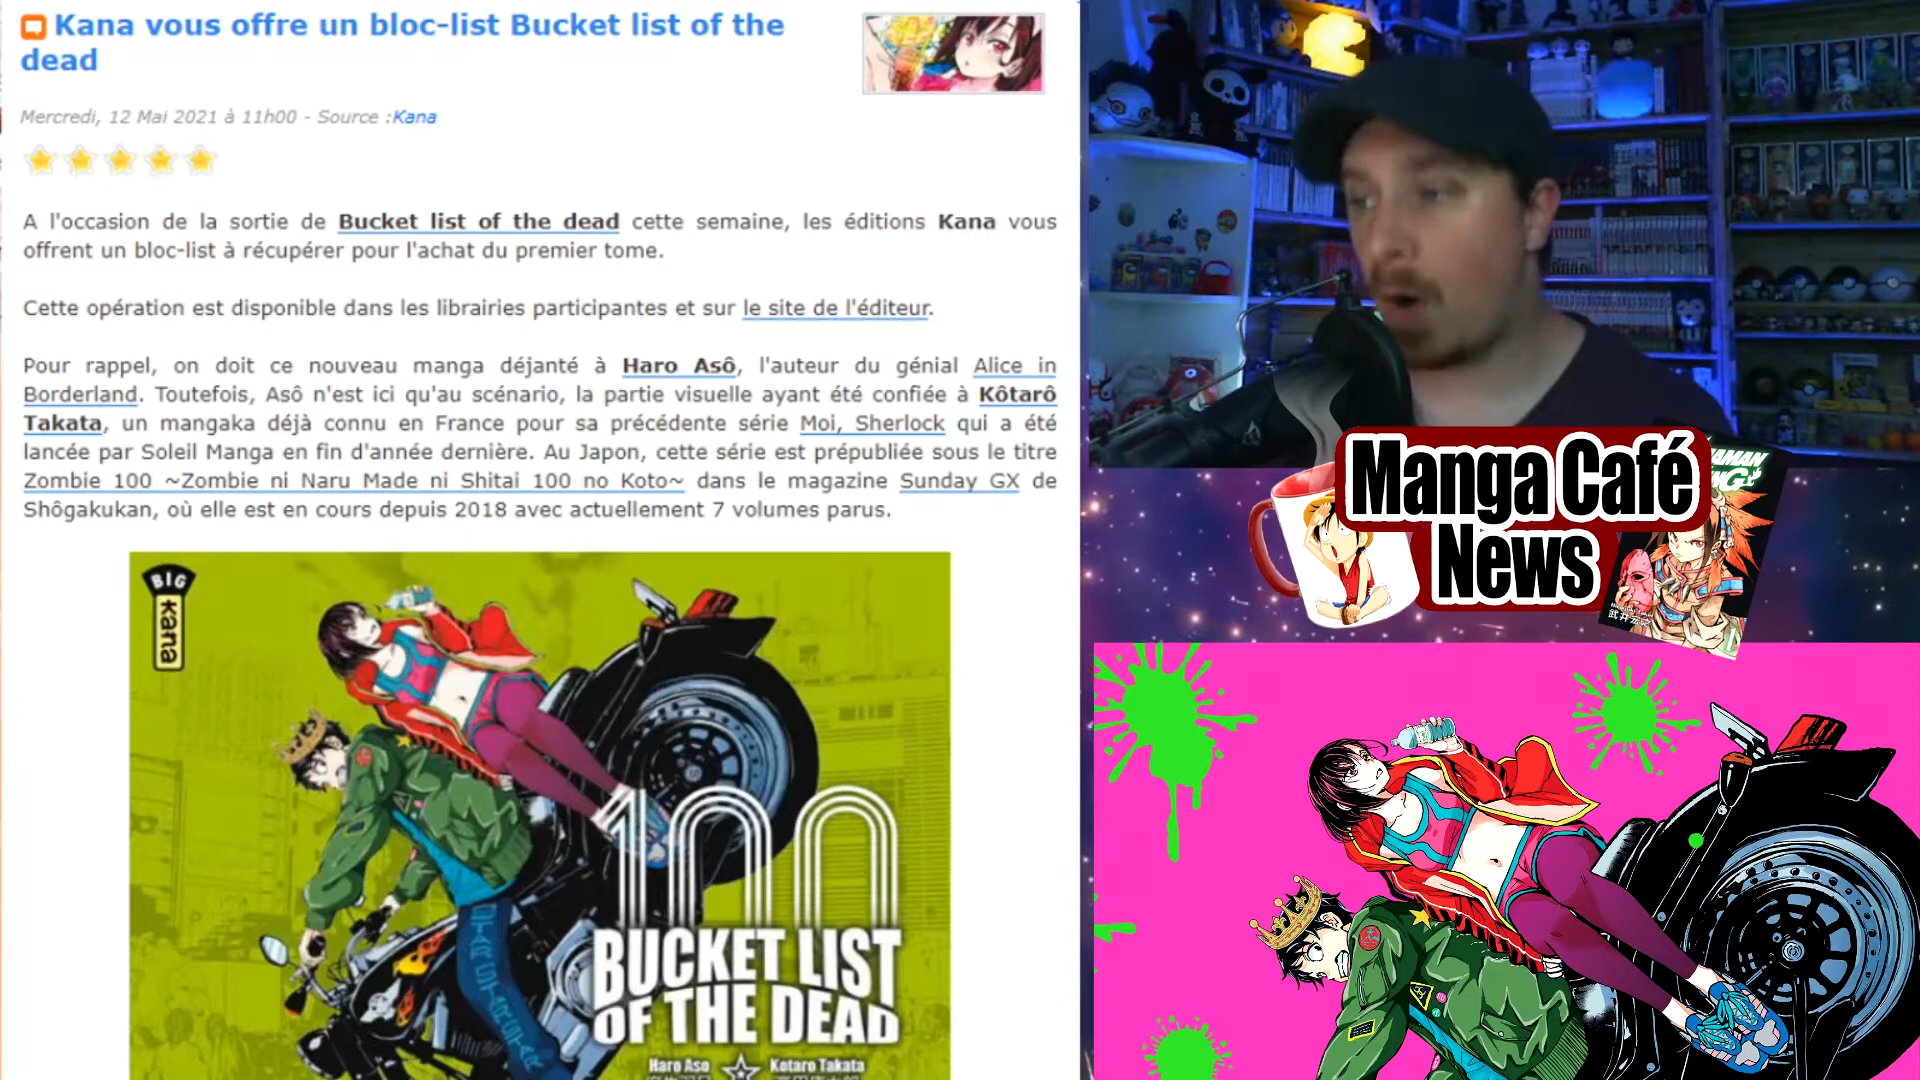 Kana vous offre un bloc-list Bucket list of the
dead
Mercredi, 12 Mai 2021 à 11h00 - Source :Kana
A l'occasion de la sortie de Bucket list of the dead cette semaine, les éditions Kana vous
offrent un bloc-list à récupérer pour l'achat du premier tome.
Cette opération est disponible dans les librairies participantes et sur le site de l'éditeur.
Pour rappel, on doit ce nouveau manga déjanté à Haro Asô, l'auteur du génial Alice in
Borderland. Toutefois, Asô n'est ici qu'au scénario, la partie visuelle ayant été confiée à Kôtarô
Takata, un mangaka déjà connu en France pour sa précédente série Moi, Sherlock qui a été
lancée par Soleil Manga en fin d'année dernière. Au Japon, cette série est prépubliée sous le titre
Zombie 100 ~Zombie ni Naru Made ni Shitai 100 no Koto~ dans le magazine Sunday GX de
Shôgakukan, où elle est en cours depuis 2018 avec actuellement 7 volumes parus.
BIG
kana
100
BUCKET LIST
OF THE DEAD
Haro Aso
Kotaro Takata
Manga Café
News
武井宏之